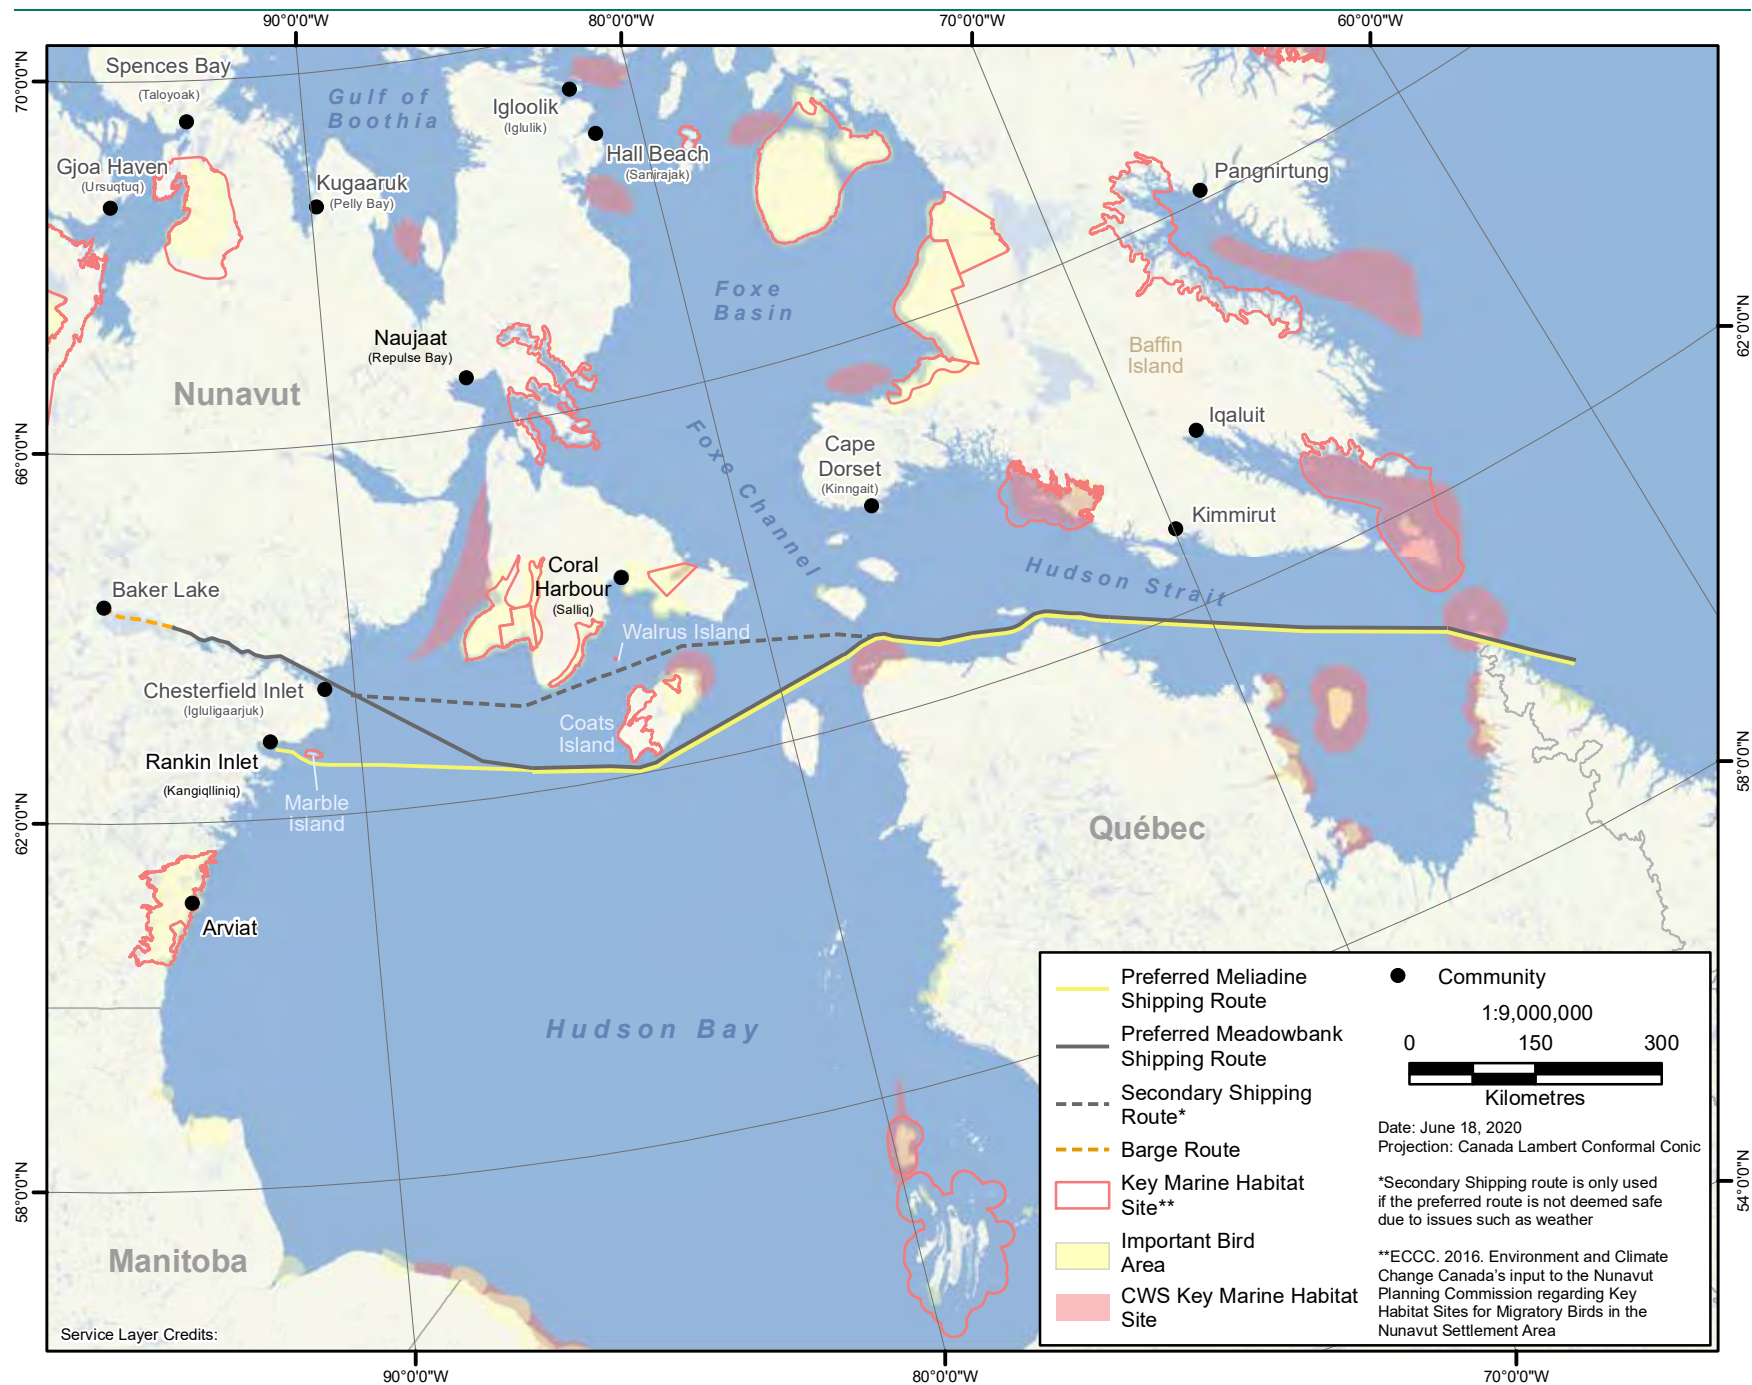 90°0'0"W
80°0'0"W
70°0'0"W
60°0'0"W
70°0'0"N
66°0'0"N
62°0'0"N
58°0'0"N
62°0'0"N
58°0'0"N
54°0'0"N
Spences Bay
(Taloyoak)
Gulf of
Boothia
Igloolik
(Iglulik)
Hall Beach
(Sanirajak)
Gjoa Haven
(Ursuqtuq)
Kugaaruk
(Pelly Bay)
Pangnirtung
Foxe
Basin
Naujaat
(Repulse Bay)
Baffin
Island
Nunavut
Iqaluit
Cape
Dorset
(Kinngait)
Foxe Channel
Kimmirut
Hudson Strait
Coral
Harbour
(Salliq)
Baker Lake
Walrus Island
Chesterfield Inlet
(Igluligaarjuk)
Coats
Island
Rankin Inlet
(Kangiqlliniq)
Marble
Island
Québec
Arviat
Hudson Bay
Manitoba
Service Layer Credits:
Preferred Meliadine
Shipping Route
Preferred Meadowbank
Shipping Route
Secondary Shipping
Route*
Barge Route
Key Marine Habitat
Site**
Important Bird
Area
CWS Key Marine Habitat
Site
Community
1:9,000,000
0 150 300
Kilometres
Date: June 18, 2020
Projection: Canada Lambert Conformal Conic
*Secondary Shipping route is only used
if the preferred route is not deemed safe
due to issues such as weather
**ECCC. 2016. Environment and Climate
Change Canada's input to the Nunavut
Planning Commission regarding Key
Habitat Sites for Migratory Birds in the
Nunavut Settlement Area
90°0'0"W
80°0'0"W
70°0'0"W